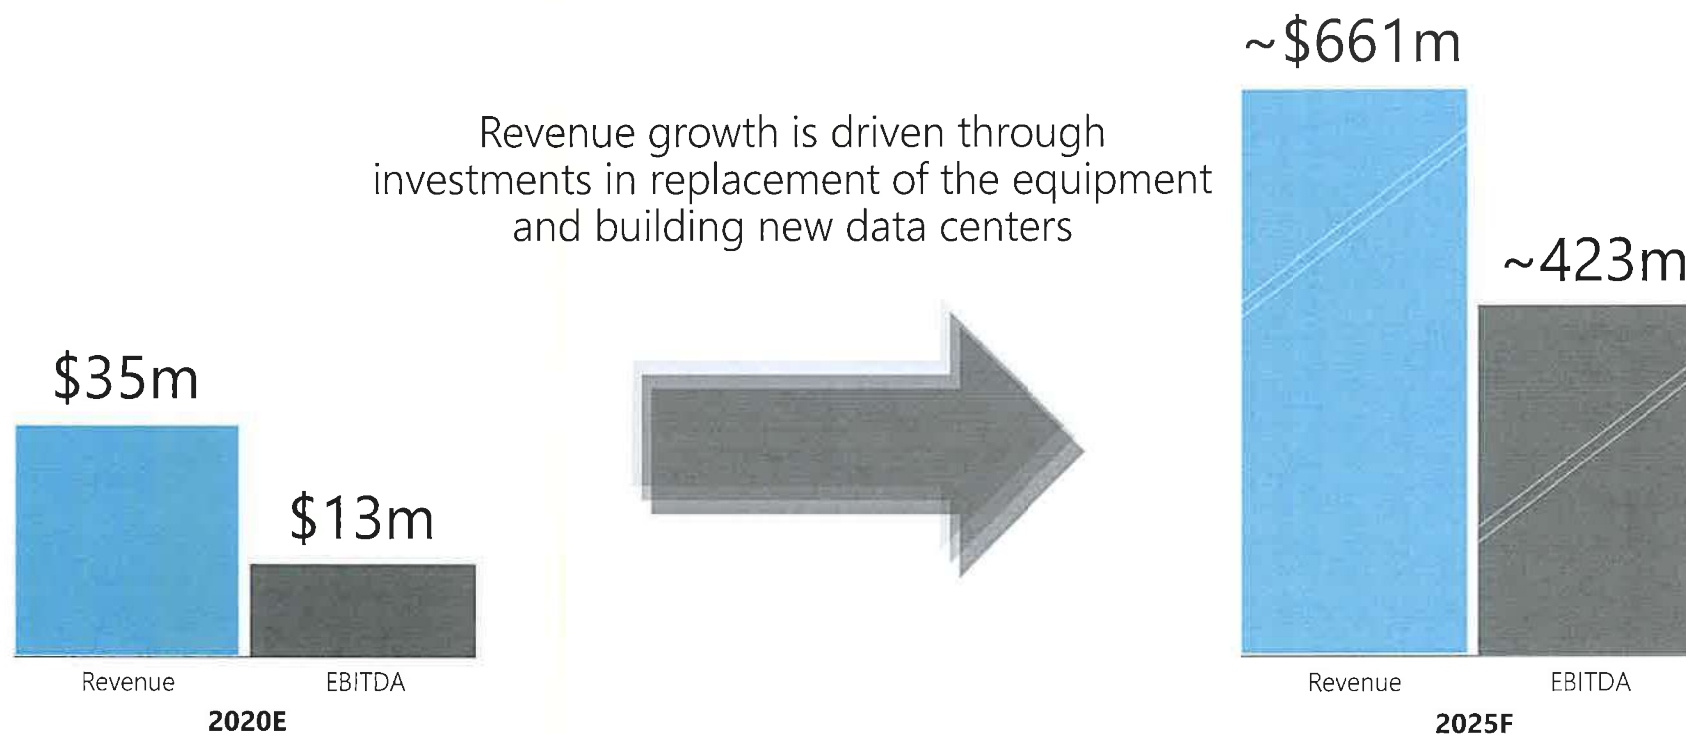 ~$661m
Revenue growth is driven through
investments in replacement of the equipment
and building new data centers
~423m
$35m
$13m
Revenue
EBITDA
2020E
Revenue
EBITDA
2025F